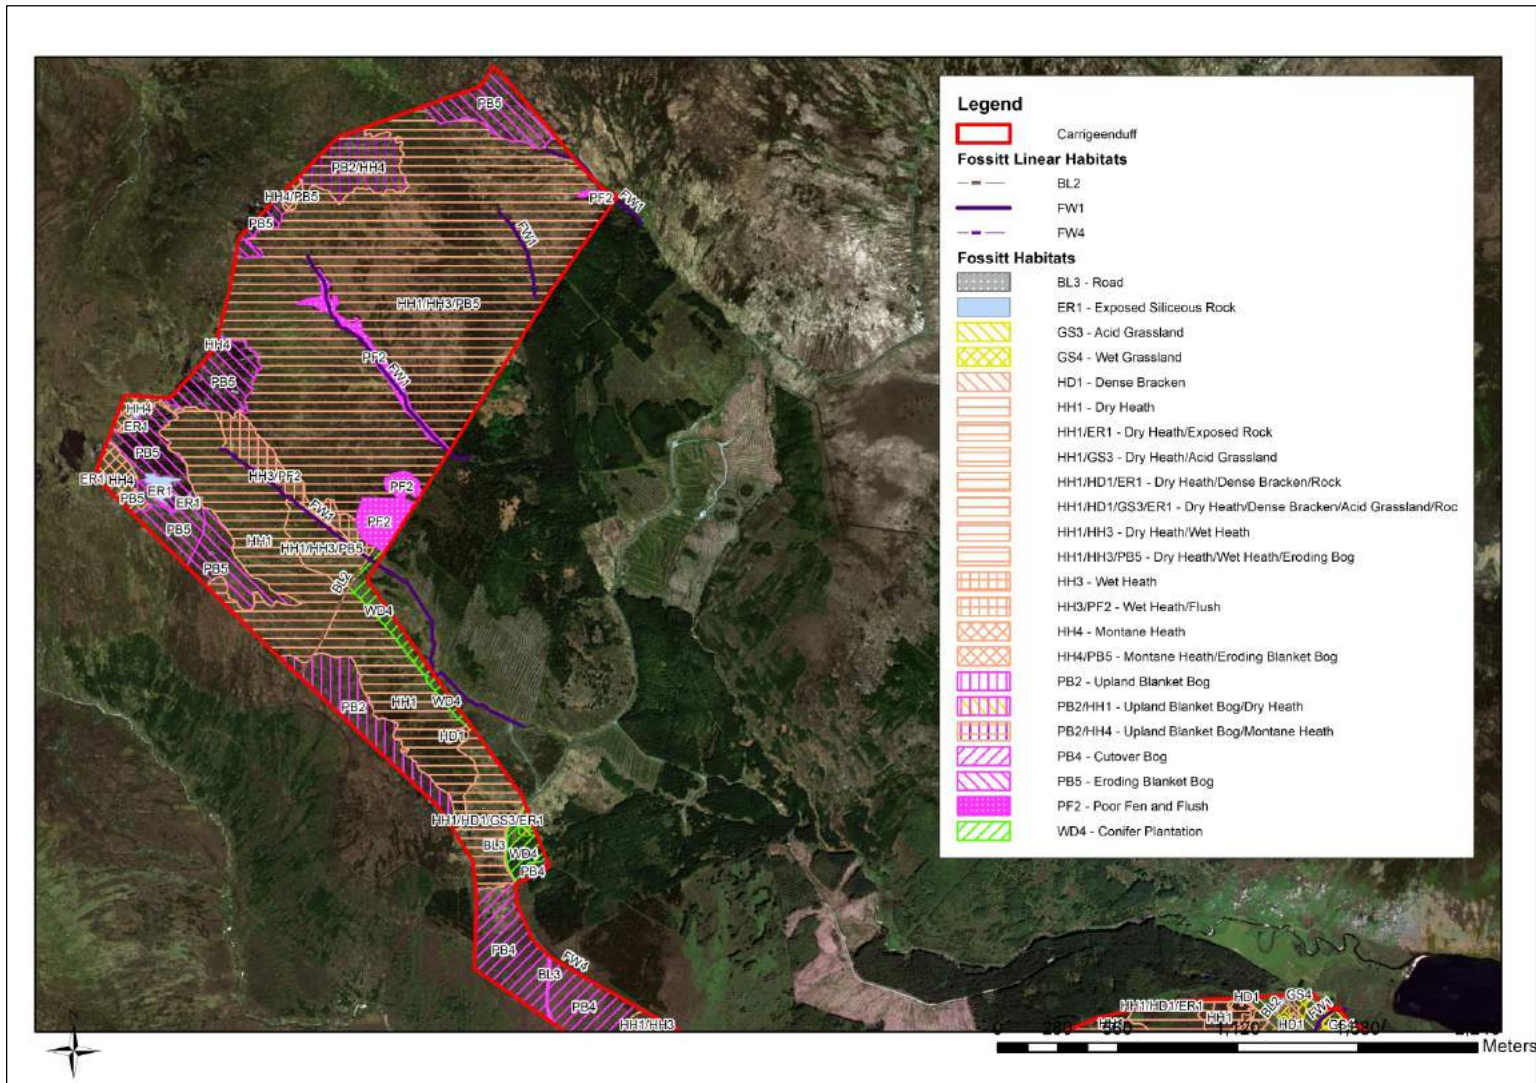 PB5
PB2/HH4
HH4/PB5
PF2
FW1
PB5
FW1
HH1/HH3/PB5
HH4
PF2
FW1
PB5
HH4
ER1
PB5
HH3/PF2
ER1
HH4
PF2
ER1
PB5
ER1
FW1
PF2
PB5
HH1
HH1/HH3/PB5
PB5
BL2
WD4
PB2
HH1
WD4
HD1
HH1/HD1/GS3/ER1
BL3
WD4
PB4
PB4
FW4
BL3
PB4
HH1/HH3
Legend
Carrigeenduff
Fossitt Linear Habitats
BL2
FW1
FW4
Fossitt Habitats
BL3 - Road
ER1 - Exposed Siliceous Rock
GS3 - Acid Grassland
GS4 - Wet Grassland
HD1 - Dense Bracken
HH1 - Dry Heath
HH1/ER1 - Dry Heath/Exposed Rock
HH1/GS3 - Dry Heath/Acid Grassland
HH1/HD1/ER1 - Dry Heath/Dense Bracken/Rock
HH1/HD1/GS3/ER1 - Dry Heath/Dense Bracken/Acid Grassland/Roc
HH1/HH3 - Dry Heath/Wet Heath
HH1/HH3/PB5 - Dry Heath/Wet Heath/Eroding Bog
HH3 - Wet Heath
HH3/PF2 - Wet Heath/Flush
HH4 - Montane Heath
HH4/PB5 - Montane Heath/Eroding Blanket Bog
PB2 - Upland Blanket Bog
PB2/HH1 - Upland Blanket Bog/Dry Heath
PB2/HH4 - Upland Blanket Bog/Montane Heath
PB4 - Cutover Bog
PB5 - Eroding Blanket Bog
PF2 - Poor Fen and Flush
WD4 - Conifer Plantation
HH1/HD1/ER1
HD1
GS4
HH1
HH1
BL2
HD1
FW1
0 280 560 1,120
Meters